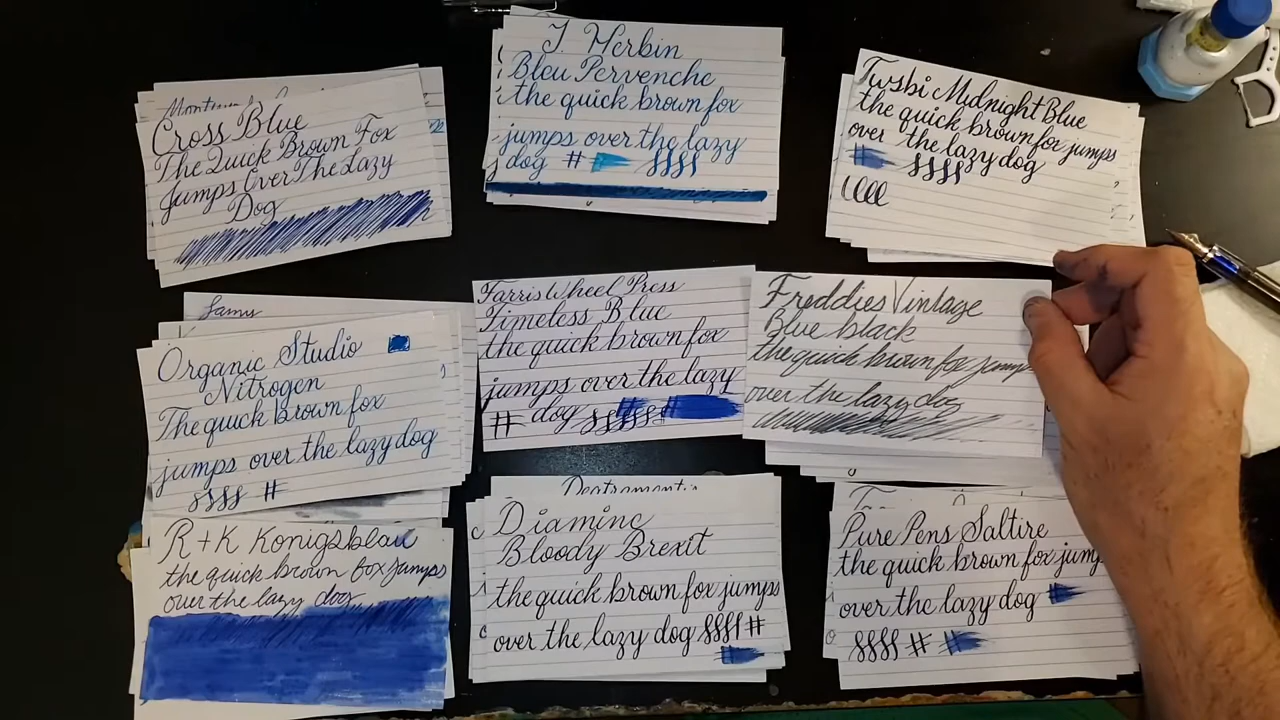 Cross Blue
The Quick Brown Fox
Jumps Over The Lazy
Dog
J. Herbin
Bleu Pervenche
the quick brown fox
jumps over the lazy
dog #
Twsbi Midnight Blue
the quick brown fox jumps
over the lazy dog
Lamy
Organic Studio
Nitrogen
The quick brown fox
jumps over the lazy dog
#
Farris Wheel Press
Timeless Blue
the quick brown fox
jumps over the lazy
# dog
Freddies Vintage
Blue black
the quick brown fox jumps
over the lazy dog
R+K Konigsblau
the quick brown fox jumps
over the lazy dog
Diamine
Bloody Brexit
the quick brown fox jumps
over the lazy dog #
Pure Pens Saltire
the quick brown fox jump
over the lazy dog
#